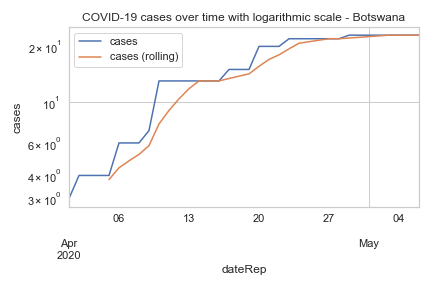 COVID-19 cases over time with logarithmic scale - Botswana
cases
cases (rolling)
2 × 10¹
10¹
6 × 10⁰
4 × 10⁰
3 × 10⁰
cases
06 13 20 27 04
Apr May
2020
dateRep